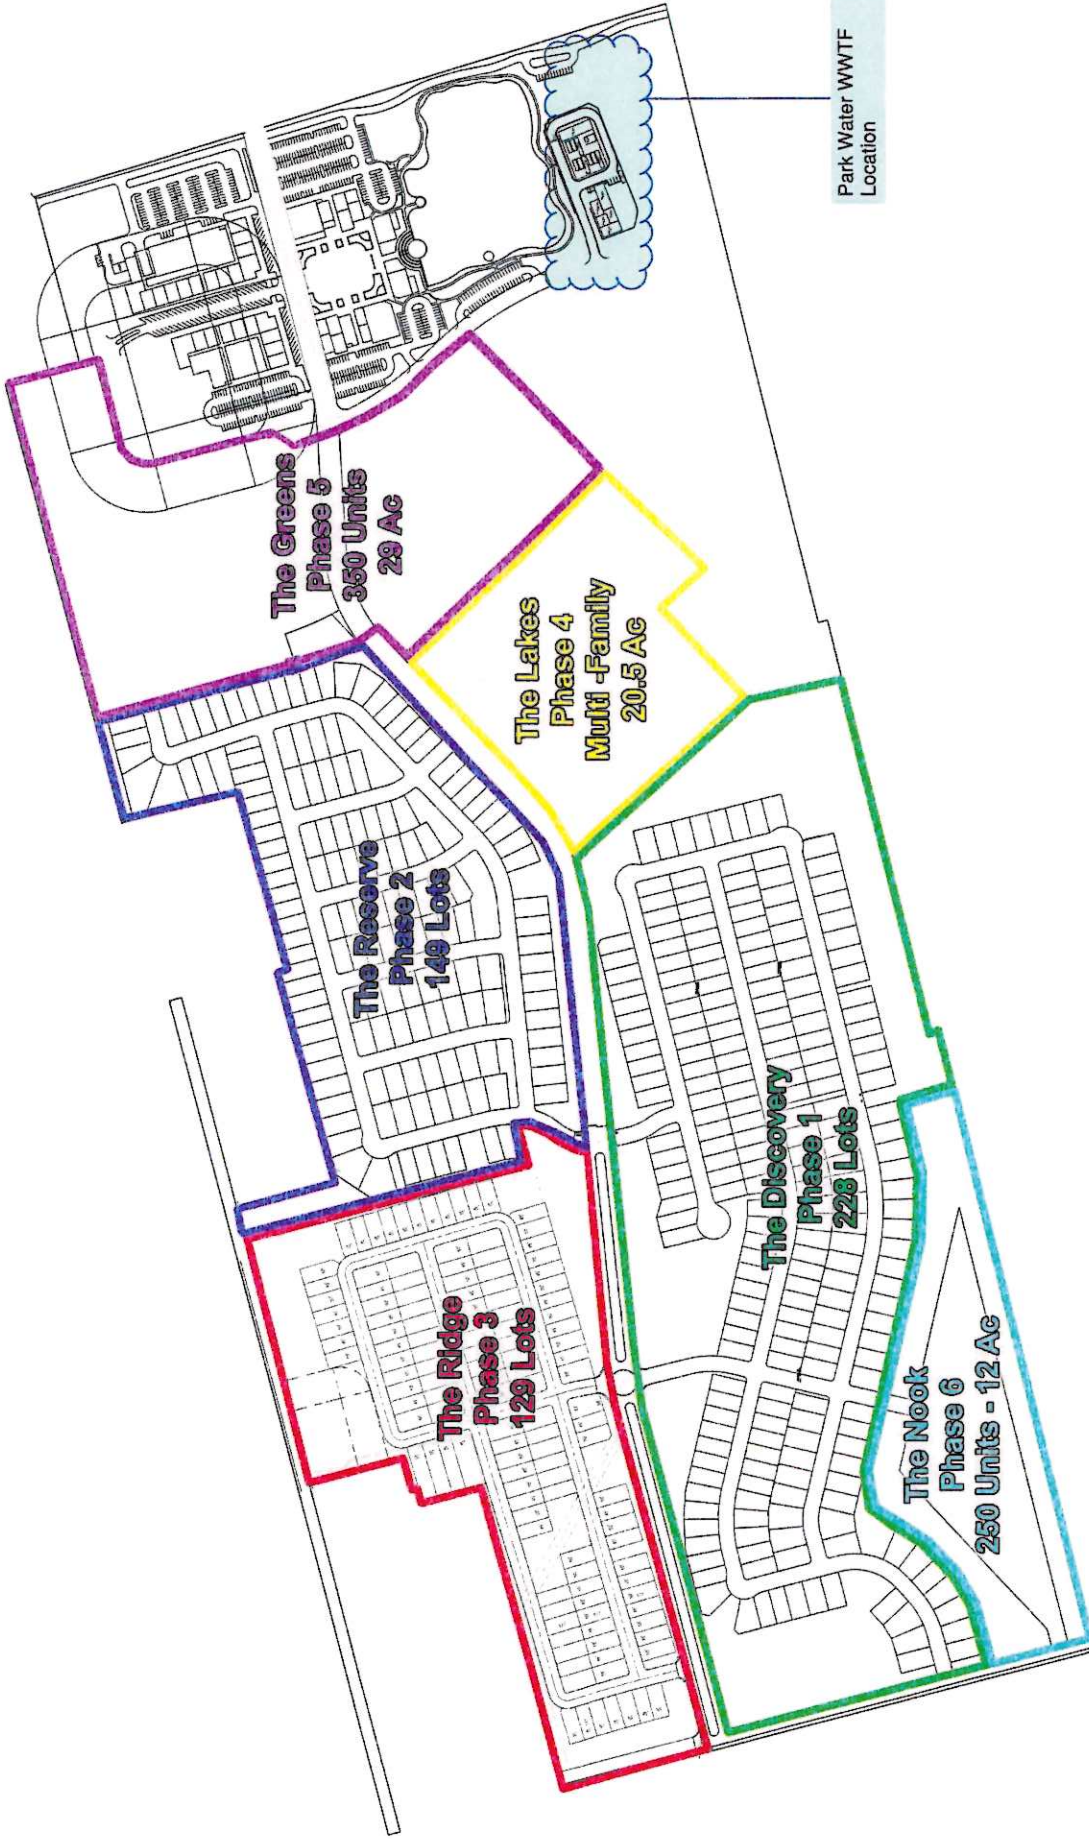 The Greens
Phase 5
350 Units
29 Ac
The Lakes
Phase 4
Multi -Family
20.5 Ac
The Reserve
Phase 2
149 Lots
The Ridge
Phase 3
129 Lots
The Discovery
Phase 1
228 Lots
The Nook
Phase 6
250 Units - 12 Ac
Park Water WWTF
Location